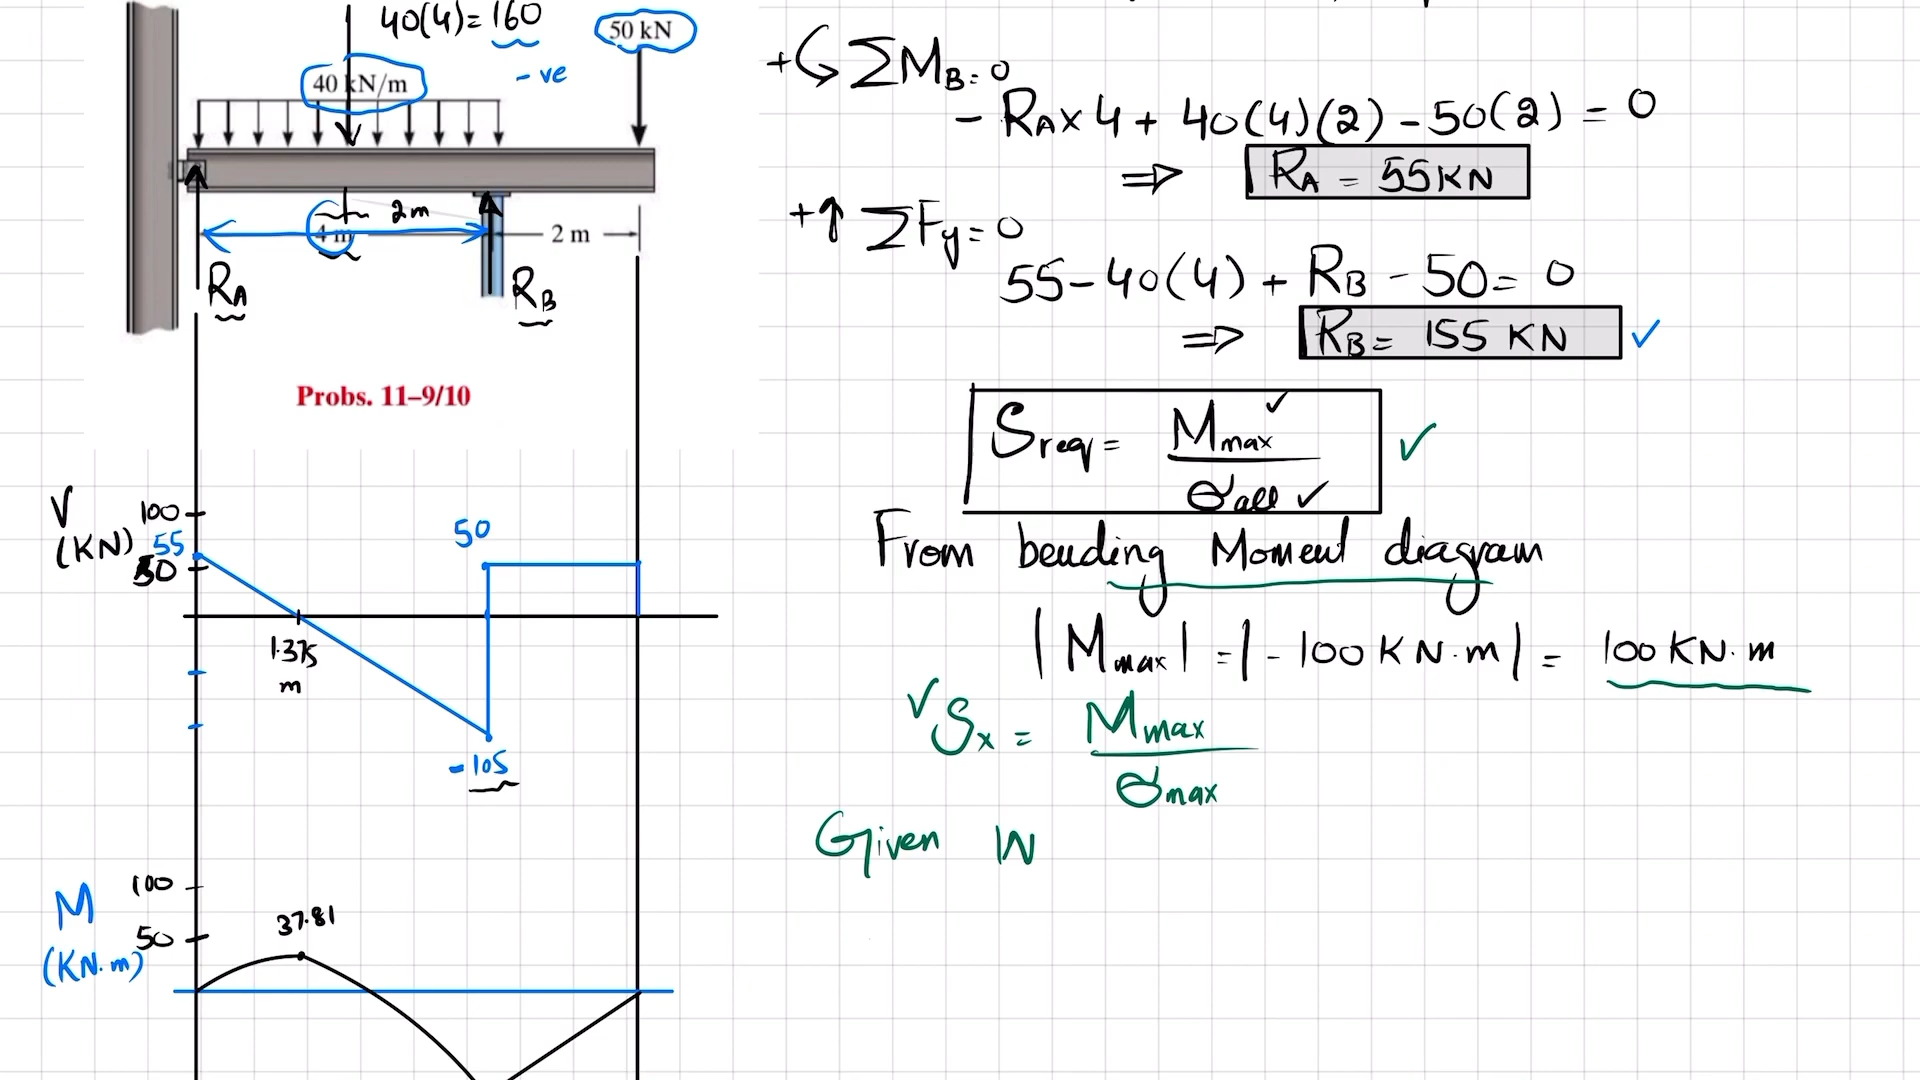 40(4)= 160
- ve
50 kN
40 kN/m
2m
4 m
2 m
RA
RB
Probs. 11–9/10
V
(KN)
100
55
50
50
1.375
m
-105
M
(KN.m)
100
50
37.81
+ ΣMB=0
- RA x 4 + 40(4)(2) - 50(2) = 0
⇒ RA = 55KN
+↑ ΣFy=0
55-40(4) + RB - 50= 0
⇒ RB= 155 KN ✓
Sreq= Mmax ✓ / σall ✓ ✓
From bending Moment diagram
|Mmax| =|- 100 KN.m| = 100 KN.m
✓ Sx = Mmax / σmax
Given W